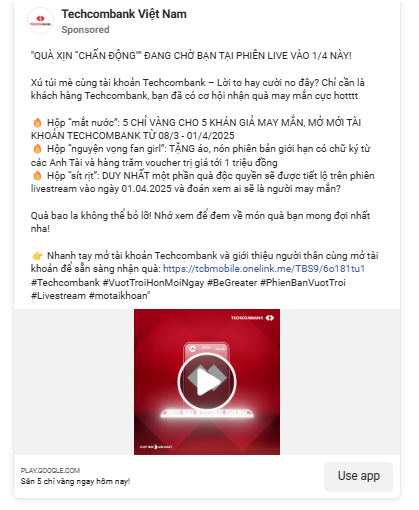 Techcombank Việt Nam
Sponsored
"QUÀ XỊN “CHẤN ĐỘNG”" ĐANG CHỜ BẠN TẠI PHIÊN LIVE VÀO 1/4 NÀY!
Xú túi mè cùng tài khoản Techcombank – Lời to hay cười no đây? Chỉ cần là
khách hàng Techcombank, bạn đã có cơ hội nhận quà may mắn cực hotttt
🔥 Hộp “mắt nước”: 5 CHỈ VÀNG CHO 5 KHÁN GIẢ MAY MẮN, MỞ MỚI TÀI
KHOẢN TECHCOMBANK TỪ 08/3 - 01/4/2025
🔥 Hộp “nguyện vọng fan girl”: TẶNG áo, nón phiên bản giới hạn có chữ ký từ
các Anh Tài và hàng trăm voucher trị giá tới 1 triệu đồng
🔥 Hộp “sít rịt”: DUY NHẤT một phần quà độc quyền sẽ được tiết lộ trên phiên
livestream vào ngày 01.04.2025 và đoán xem ai sẽ là người may mắn?
Quà bao la không thể bỏ lỡ! Nhớ xem để đem về món quà bạn mong đợi nhất
nha!
👉 Nhanh tay mở tài khoản Techcombank và giới thiệu người thân cùng mở tài
khoản để sẵn sàng nhận quà: https://tcbmobile.onelink.me/TBS9/6o181tu1
#Techcombank #VuotTroiHonMoiNgay #BeGreater #PhienBanVuotTroi
#Livestream #motaikhoan"
TECHCOMBANK
PLAY.GOOGLE.COM
Săn 5 chỉ vàng ngay hôm nay!
Use app